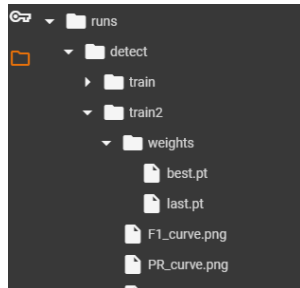 runs
detect
train
train2
weights
best.pt
last.pt
F1_curve.png
PR_curve.png